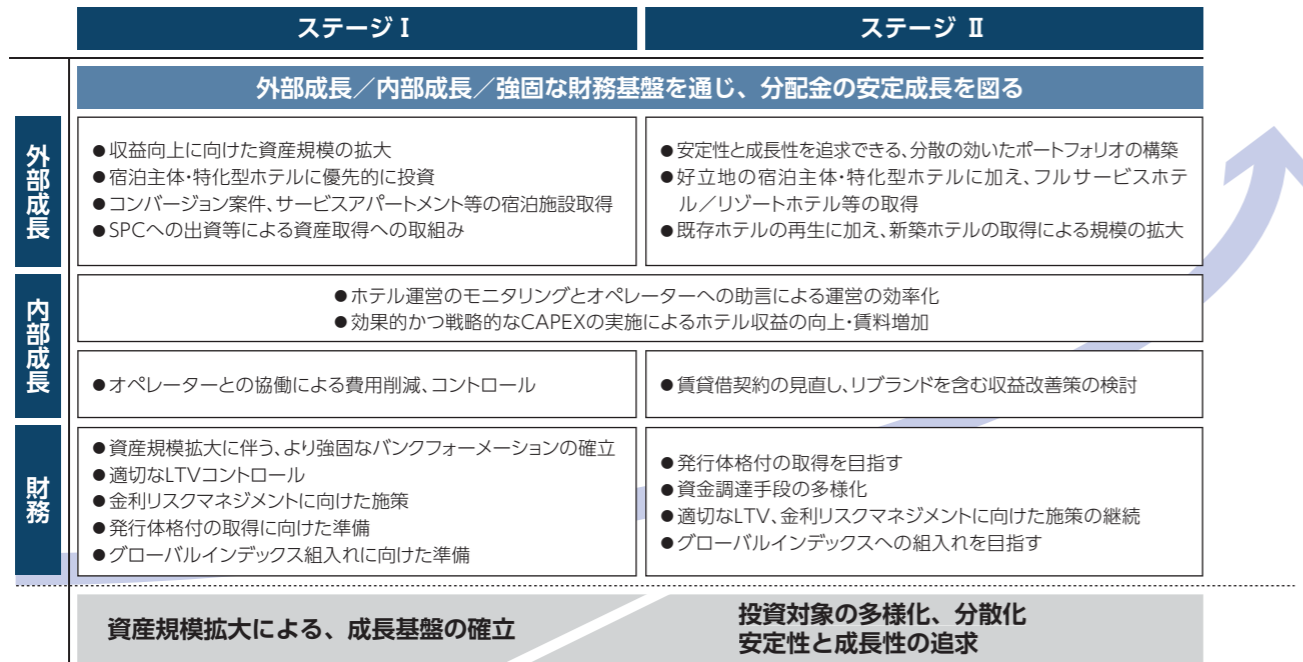 ステージⅠ
ステージ Ⅱ
外部成長／内部成長／強固な財務基盤を通じ、分配金の安定成長を図る
外部成長
●収益向上に向けた資産規模の拡大
●宿泊主体・特化型ホテルに優先的に投資
●コンバージョン案件、サービスアパートメント等の宿泊施設取得
●SPCへの出資等による資産取得への取組み
●安定性と成長性を追求できる、分散の効いたポートフォリオの構築
●好立地の宿泊主体・特化型ホテルに加え、フルサービスホテ
ル／リゾートホテル等の取得
●既存ホテルの再生に加え、新築ホテルの取得による規模の拡大
内部成長
●ホテル運営のモニタリングとオペレーターへの助言による運営の効率化
●効果的かつ戦略的なCAPEXの実施によるホテル収益の向上・賃料増加
●オペレーターとの協働による費用削減、コントロール
●賃貸借契約の見直し、リブランドを含む収益改善策の検討
財務
●資産規模拡大に伴う、より強固なバンクフォーメーションの確立
●適切なLTVコントロール
●金利リスクマネジメントに向けた施策
●発行体格付の取得に向けた準備
●グローバルインデックス組入れに向けた準備
●発行体格付の取得を目指す
●資金調達手段の多様化
●適切なLTV、金利リスクマネジメントに向けた施策の継続
●グローバルインデックスへの組入れを目指す
資産規模拡大による、成長基盤の確立
投資対象の多様化、分散化
安定性と成長性の追求